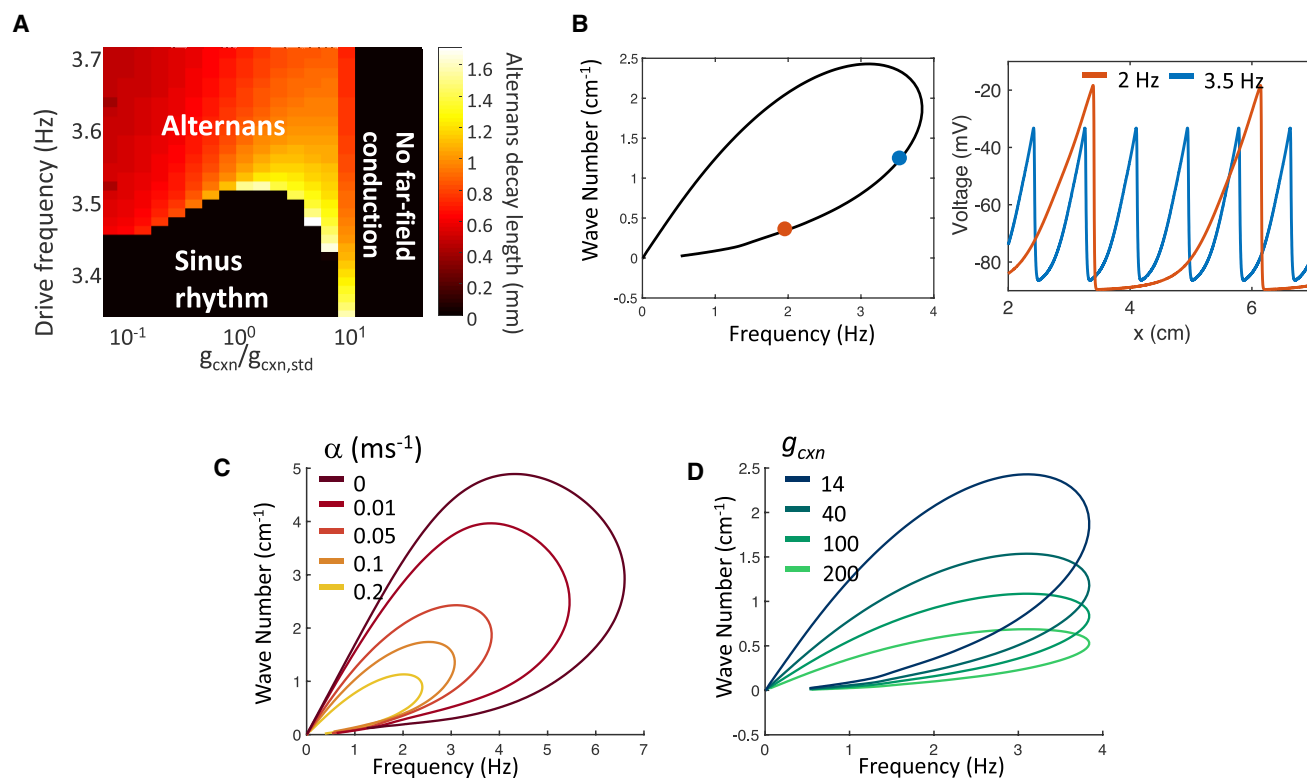 A
Drive frequency (Hz)
3.7
3.6
3.5
3.4
Alternans
Sinus
rhythm
No far-field
conduction
10⁻¹
10⁰
10¹
g_cxn/g_cxn,std
1.6
1.4
1.2
1
0.8
0.6
0.4
0.2
0
Alternans decay length (mm)
B
Wave Number (cm⁻¹)
2.5
2
1.5
1
0.5
0
-0.5
0 1 2 3 4
Frequency (Hz)
2 Hz 3.5 Hz
Voltage (mV)
-20
-40
-60
-80
2 4 6
x (cm)
C
α (ms⁻¹)
0
0.01
0.05
0.1
0.2
Wave Number (cm⁻¹)
5
4
3
2
1
0
0 1 2 3 4 5 6 7
Frequency (Hz)
D
g_cxn
14
40
100
200
Wave Number (cm⁻¹)
2.5
2
1.5
1
0.5
0
-0.5
0 1 2 3 4
Frequency (Hz)